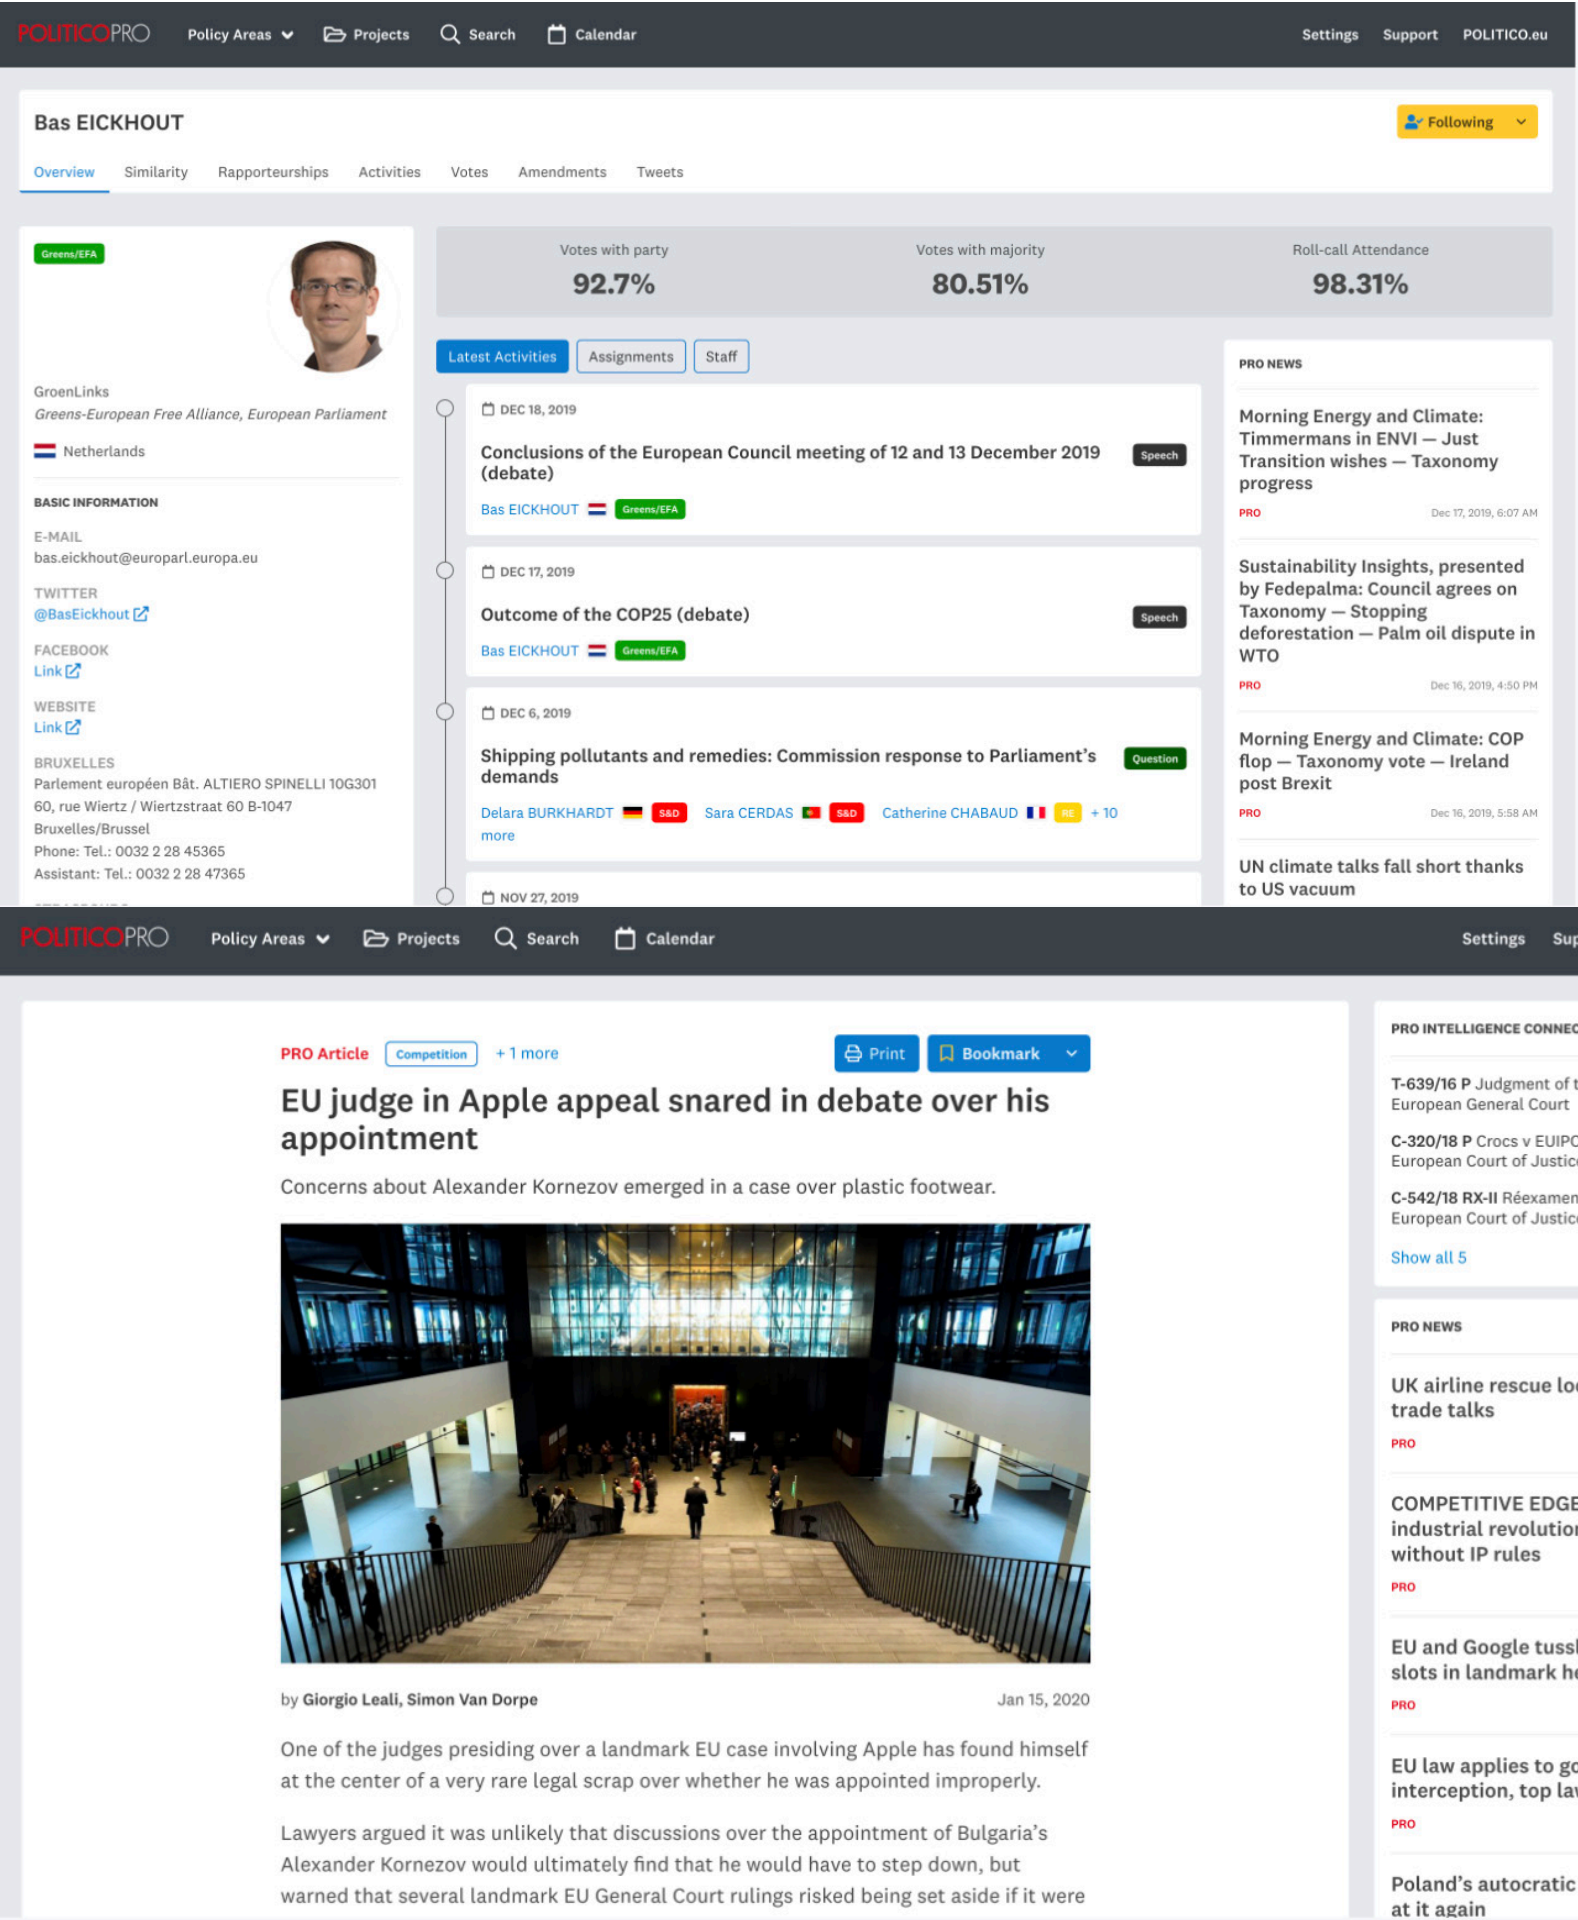 POLITICOPRO Policy Areas Projects Search Calendar Settings Support POLITICO.eu
Bas EICKHOUT
Following
Overview Similarity Rapporteurships Activities Votes Amendments Tweets
Greens/EFA
GroenLinks
Greens-European Free Alliance, European Parliament
Netherlands
BASIC INFORMATION
E-MAIL
bas.eickhout@europarl.europa.eu
TWITTER
@BasEickhout
FACEBOOK
Link
WEBSITE
Link
BRUXELLES
Parlement européen Bât. ALTIERO SPINELLI 10G301
60, rue Wiertz / Wiertzstraat 60 B-1047
Bruxelles/Brussel
Phone: Tel.: 0032 2 28 45365
Assistant: Tel.: 0032 2 28 47365
Votes with party
92.7%
Votes with majority
80.51%
Roll-call Attendance
98.31%
Latest Activities Assignments Staff
DEC 18, 2019
Conclusions of the European Council meeting of 12 and 13 December 2019
(debate)
Speech
Bas EICKHOUT Greens/EFA
DEC 17, 2019
Outcome of the COP25 (debate)
Speech
Bas EICKHOUT Greens/EFA
DEC 6, 2019
Shipping pollutants and remedies: Commission response to Parliament's
demands
Question
Delara BURKHARDT S&D Sara CERDAS S&D Catherine CHABAUD RE + 10
more
NOV 27, 2019
PRO NEWS
Morning Energy and Climate:
Timmermans in ENVI — Just
Transition wishes — Taxonomy
progress
PRO Dec 17, 2019, 6:07 AM
Sustainability Insights, presented
by Fedepalma: Council agrees on
Taxonomy — Stopping
deforestation — Palm oil dispute in
WTO
PRO Dec 16, 2019, 4:50 PM
Morning Energy and Climate: COP
flop — Taxonomy vote — Ireland
post Brexit
PRO Dec 16, 2019, 5:58 AM
UN climate talks fall short thanks
to US vacuum
POLITICOPRO Policy Areas Projects Search Calendar Settings Sup
PRO Article Competition + 1 more
Print Bookmark
EU judge in Apple appeal snared in debate over his
appointment
Concerns about Alexander Kornezov emerged in a case over plastic footwear.
by Giorgio Leali, Simon Van Dorpe Jan 15, 2020
One of the judges presiding over a landmark EU case involving Apple has found himself
at the center of a very rare legal scrap over whether he was appointed improperly.
Lawyers argued it was unlikely that discussions over the appointment of Bulgaria's
Alexander Kornezov would ultimately find that he would have to step down, but
warned that several landmark EU General Court rulings risked being set aside if it were
PRO INTELLIGENCE CONNEC
T-639/16 P Judgment of t
European General Court
C-320/18 P Crocs v EUIPO
European Court of Justice
C-542/18 RX-II Réexamen
European Court of Justice
Show all 5
PRO NEWS
UK airline rescue loo
trade talks
PRO
COMPETITIVE EDGE
industrial revolution
without IP rules
PRO
EU and Google tussl
slots in landmark he
PRO
EU law applies to go
interception, top law
PRO
Poland's autocratic
at it again